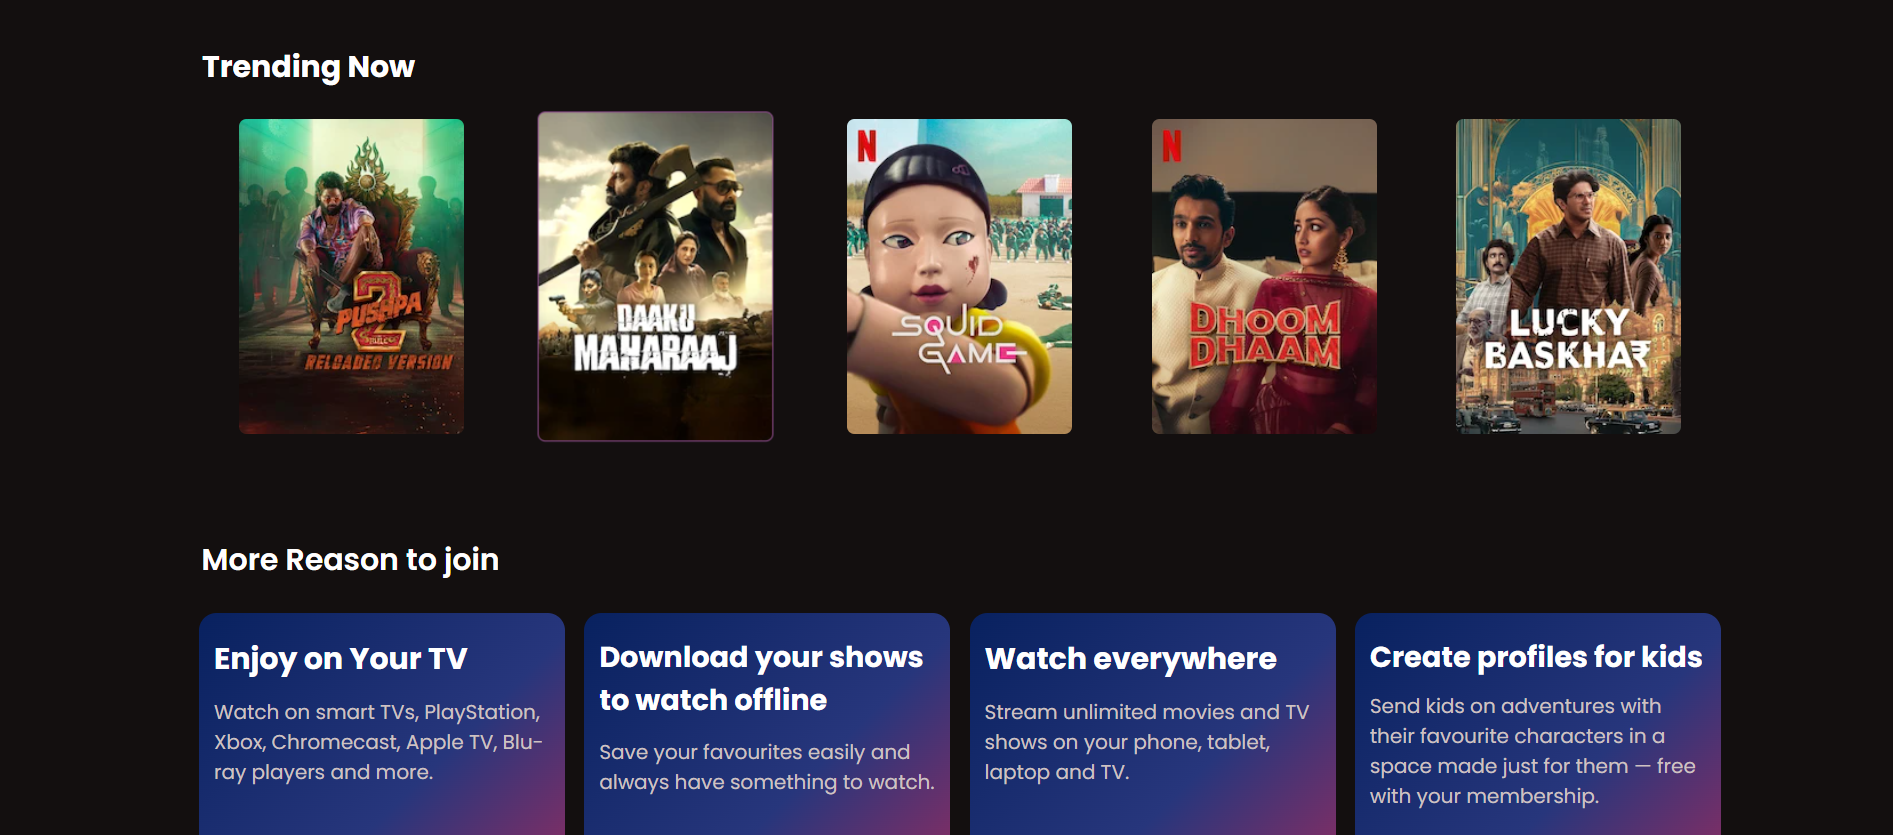 Trending Now
2
PUSHPA
THE RULE
RELOADED VERSION
DAAKU
MAHARAAJ
N
SQUID
GAME
N
DHOOM
DHAAM
LUCKY
BASKHAR
More Reason to join
Enjoy on Your TV
Watch on smart TVs, PlayStation,
Xbox, Chromecast, Apple TV, Blu-
ray players and more.
Download your shows
to watch offline
Save your favourites easily and
always have something to watch.
Watch everywhere
Stream unlimited movies and TV
shows on your phone, tablet,
laptop and TV.
Create profiles for kids
Send kids on adventures with
their favourite characters in a
space made just for them — free
with your membership.